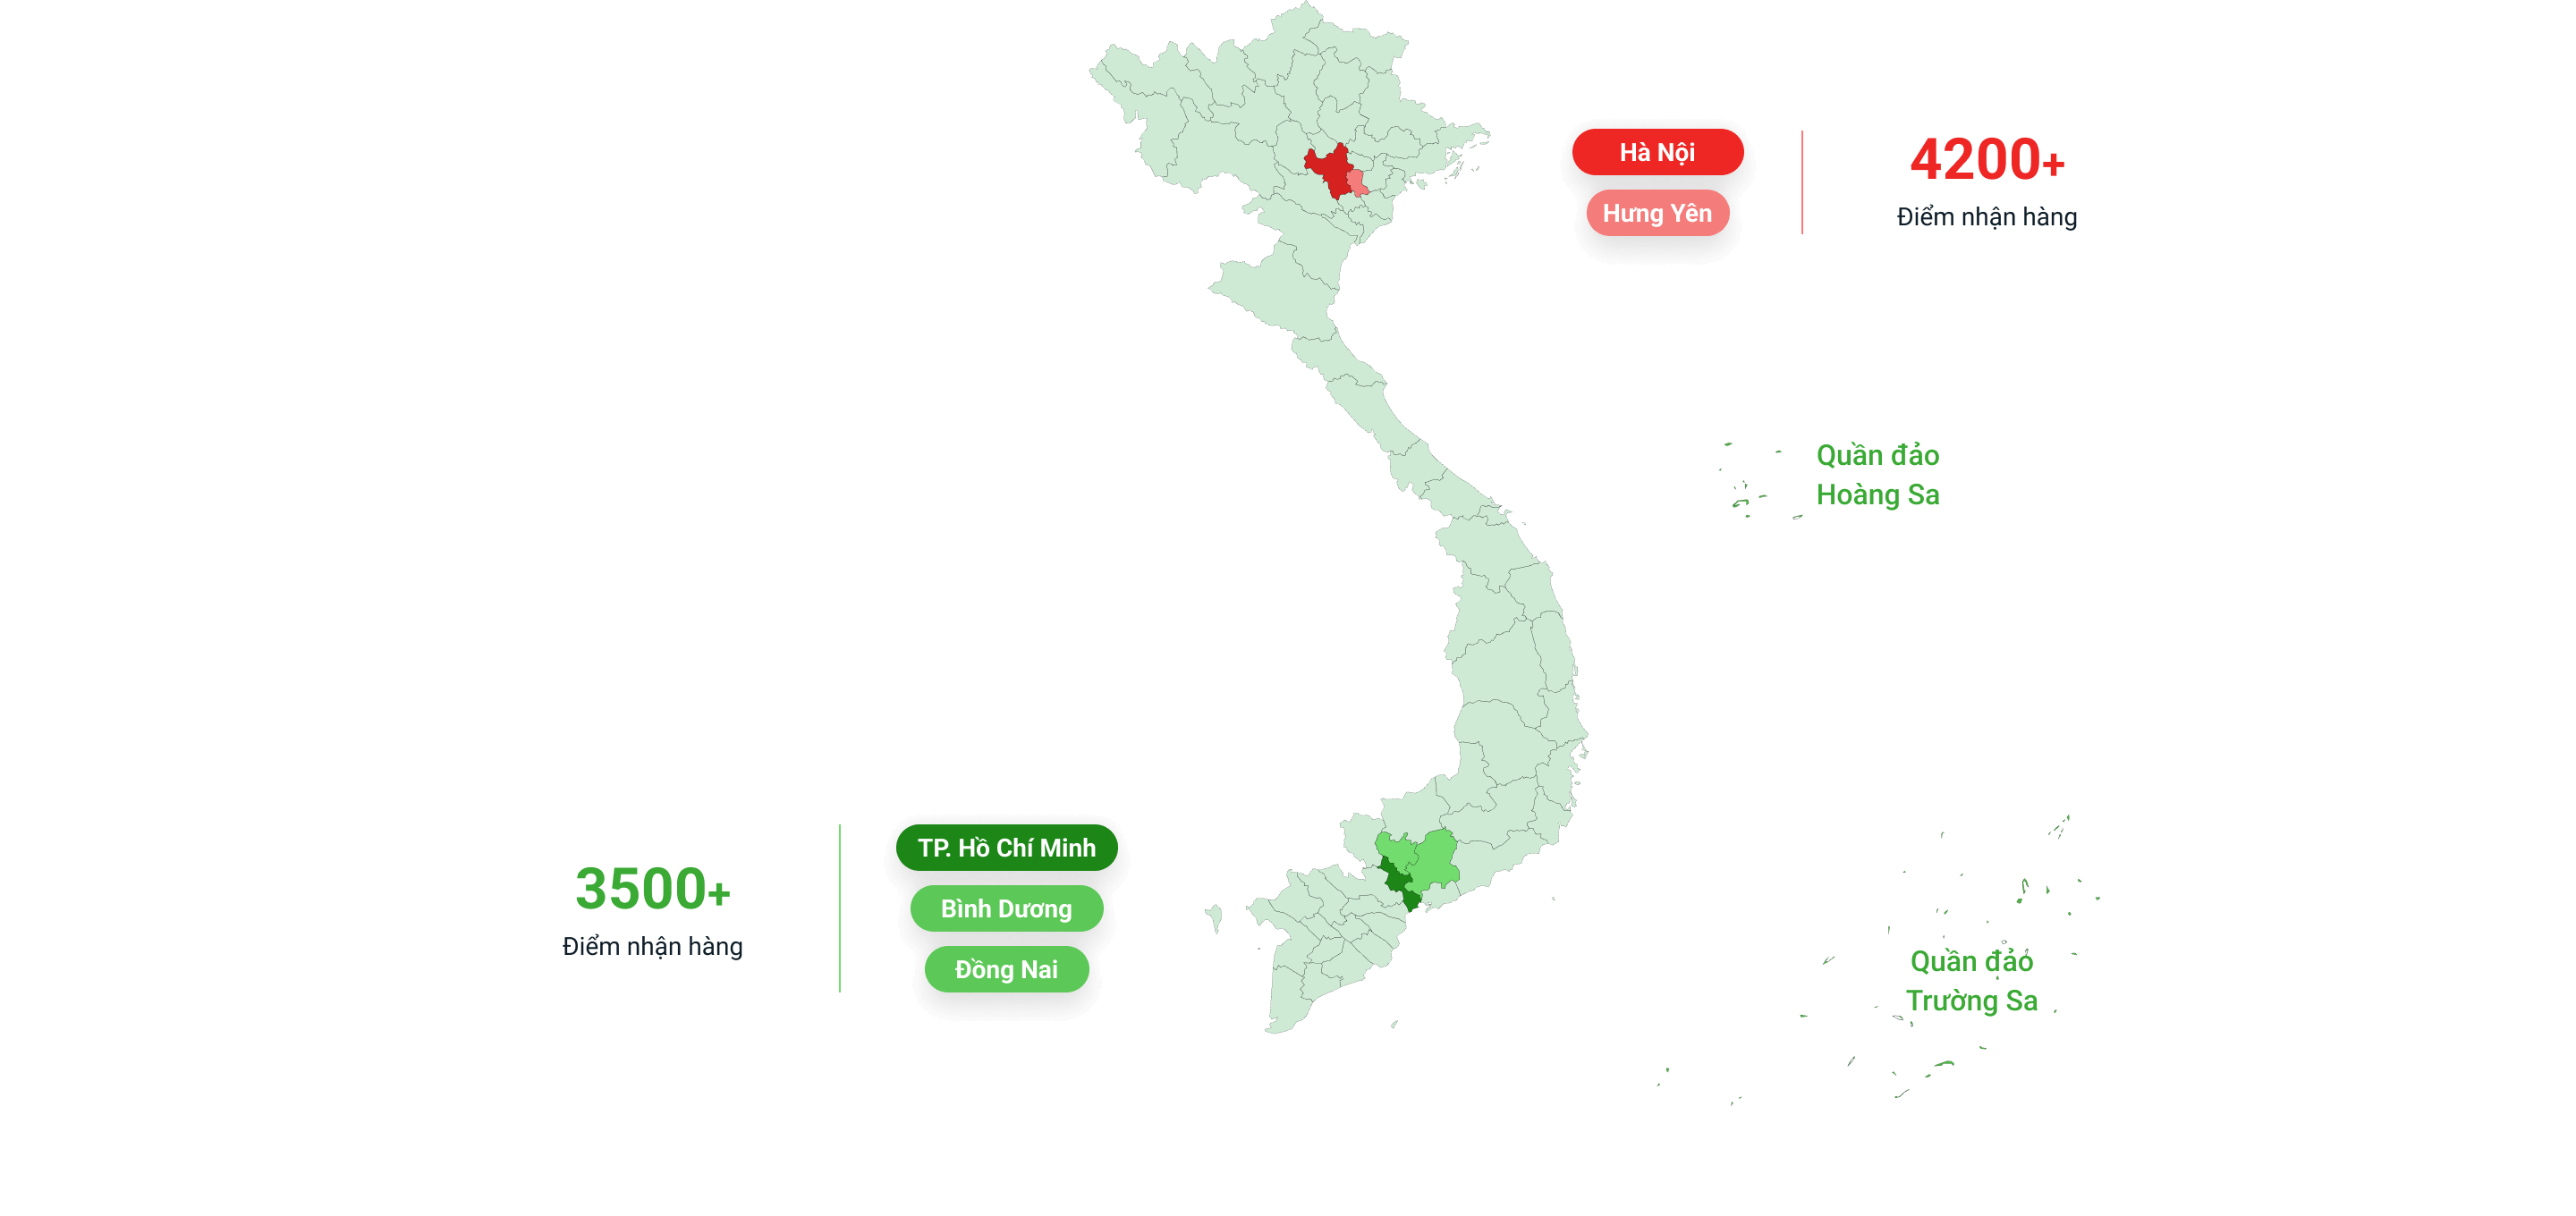 Hà Nội
Hưng Yên
4200+
Điểm nhận hàng
Quần đảo
Hoàng Sa
3500+
Điểm nhận hàng
TP. Hồ Chí Minh
Bình Dương
Đồng Nai
Quần đảo
Trường Sa